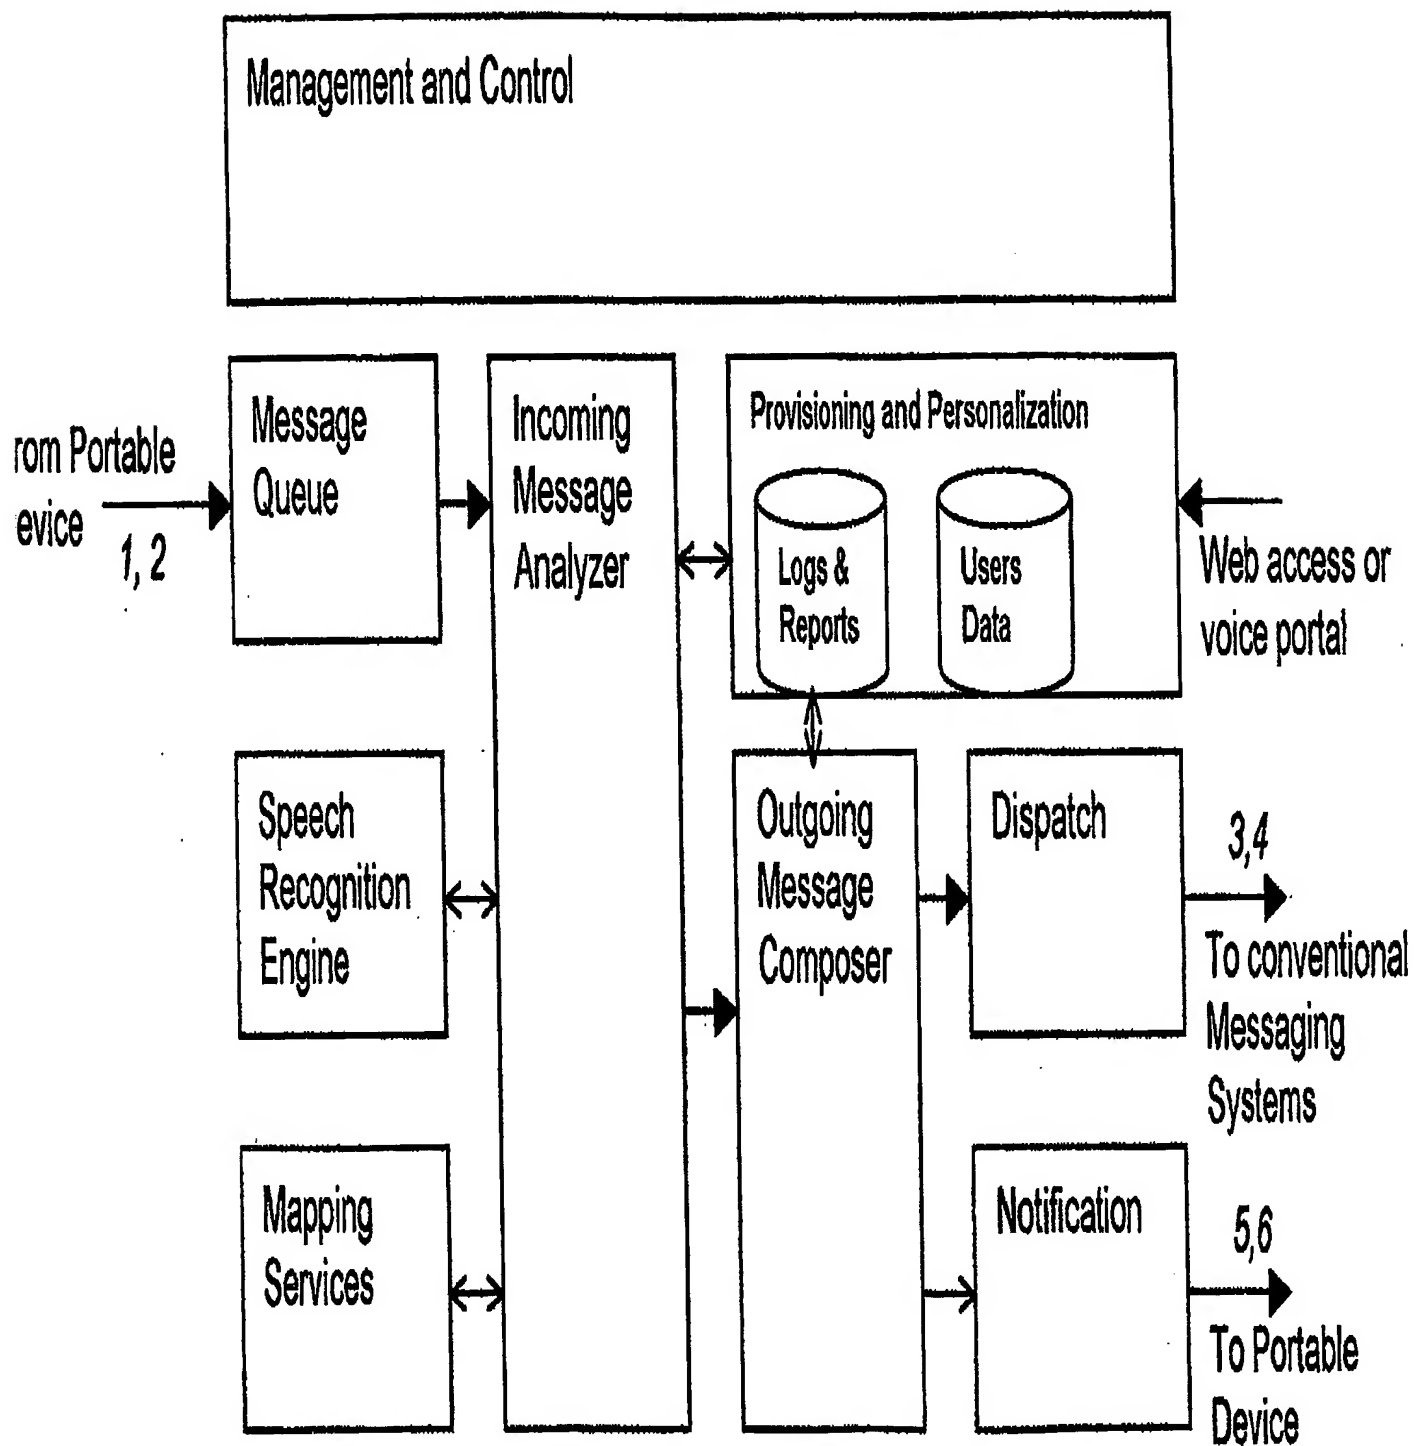 Management and Control
rom Portable
evice
1, 2
Message
Queue
Incoming
Message
Analyzer
Provisioning and Personalization
Logs &
Reports
Users
Data
Web access or
voice portal
Speech
Recognition
Engine
Outgoing
Message
Composer
Dispatch
3,4
To conventional
Messaging
Systems
Mapping
Services
Notification
5,6
To Portable
Device